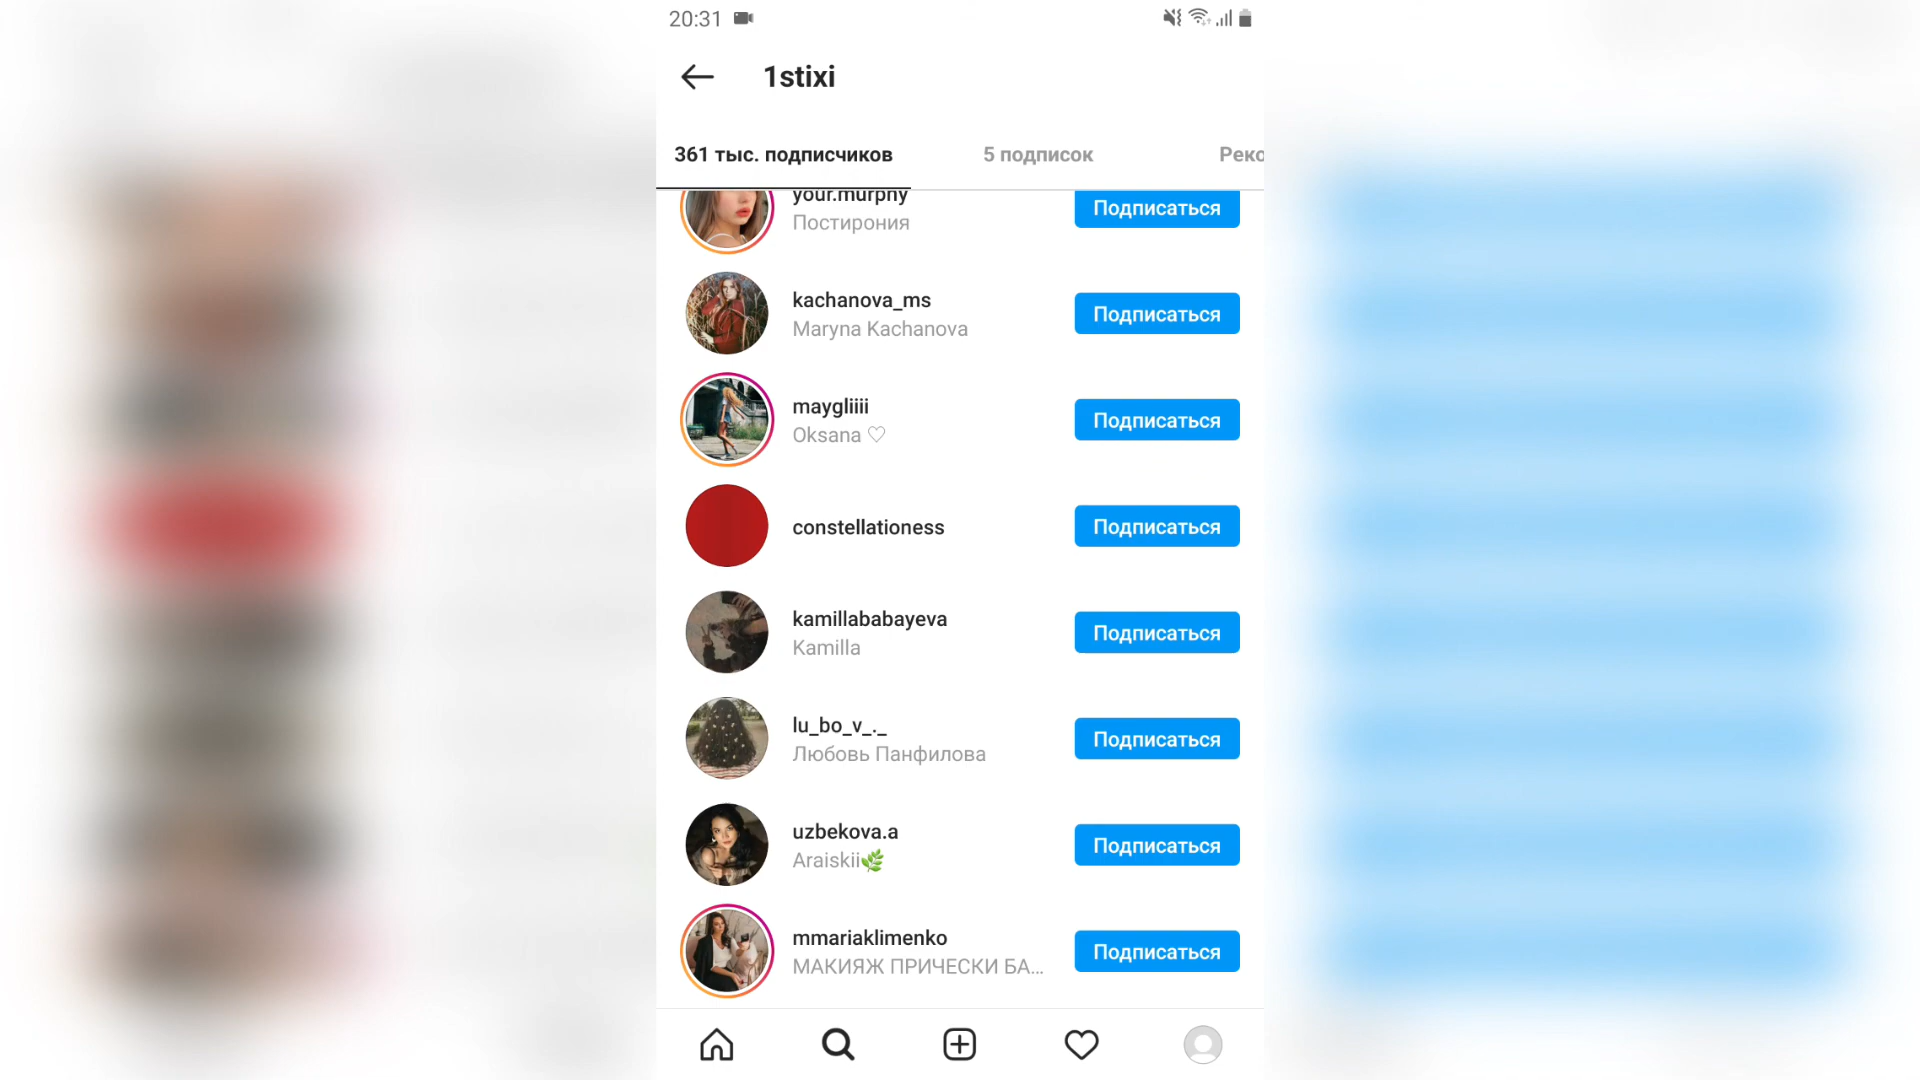 20:31
1stixi
361 тыс. подписчиков
5 подписок
Реко
your.murphy
Постирония
Подписаться
kachanova_ms
Maryna Kachanova
Подписаться
maygliiii
Oksana ♡
Подписаться
constellationess
Подписаться
kamillababayeva
Kamilla
Подписаться
lu_bo_v_._
Любовь Панфилова
Подписаться
uzbekova.a
Araiskii🌿
Подписаться
mmariaklimenko
МАКИЯЖ ПРИЧЕСКИ БА...
Подписаться